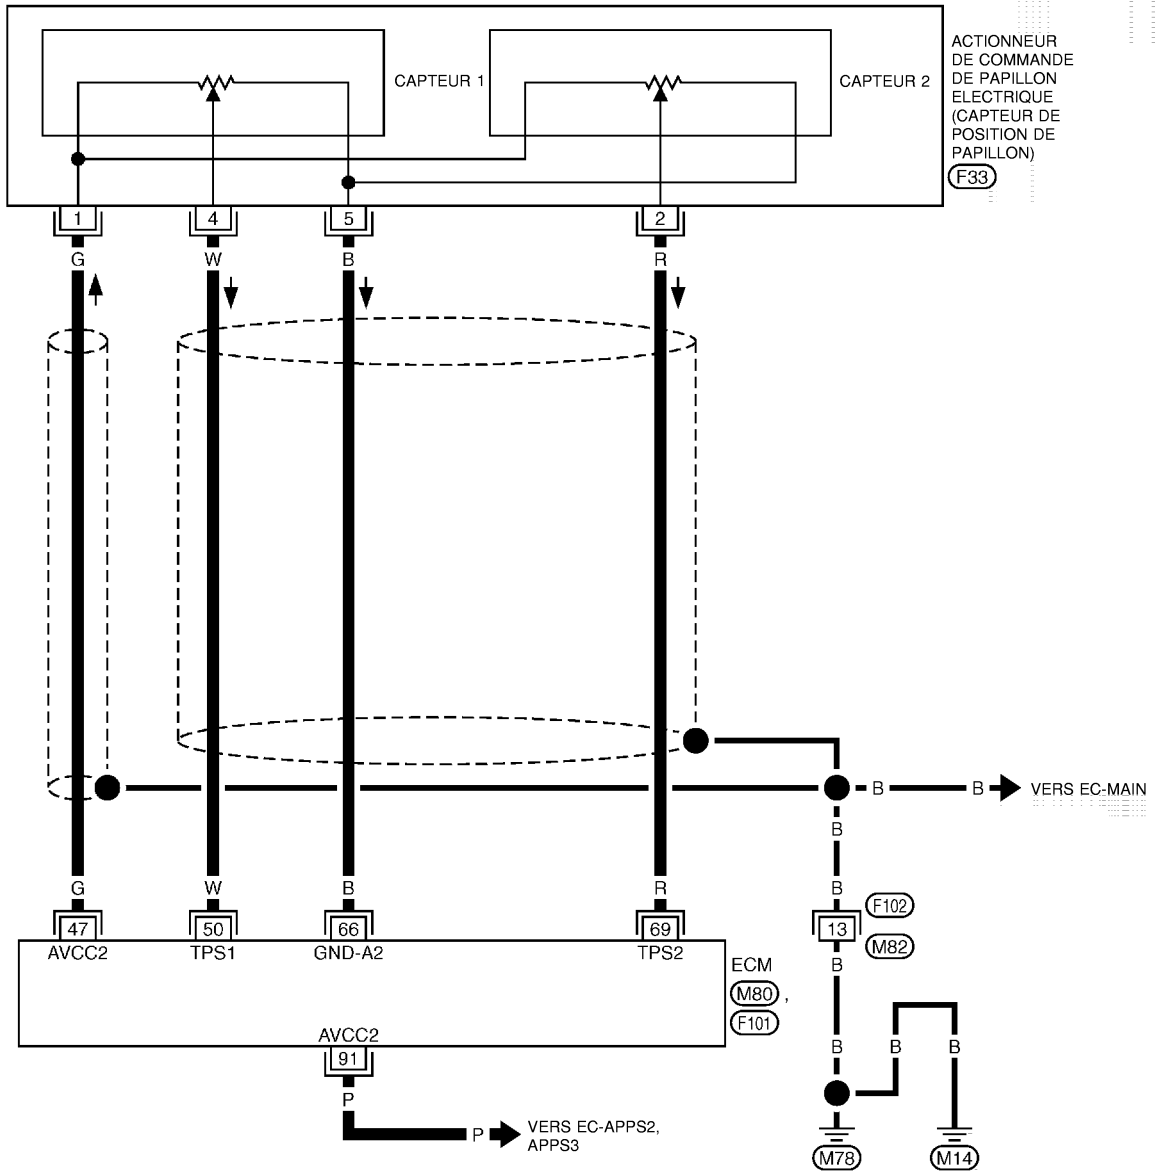 CAPTEUR 1
CAPTEUR 2
ACTIONNEUR
DE COMMANDE
DE PAPILLON
ELECTRIQUE
(CAPTEUR DE
POSITION DE
PAPILLON)
F33
1
4
5
2
G
W
B
R
B
B
VERS EC-MAIN
B
G
W
B
R
B
47
50
66
69
13
F102
M82
AVCC2
TPS1
GND-A2
TPS2
B
ECM
M80 ,
F101
AVCC2
91
B
B
B
P
P
VERS EC-APPS2,
APPS3
M78
M14